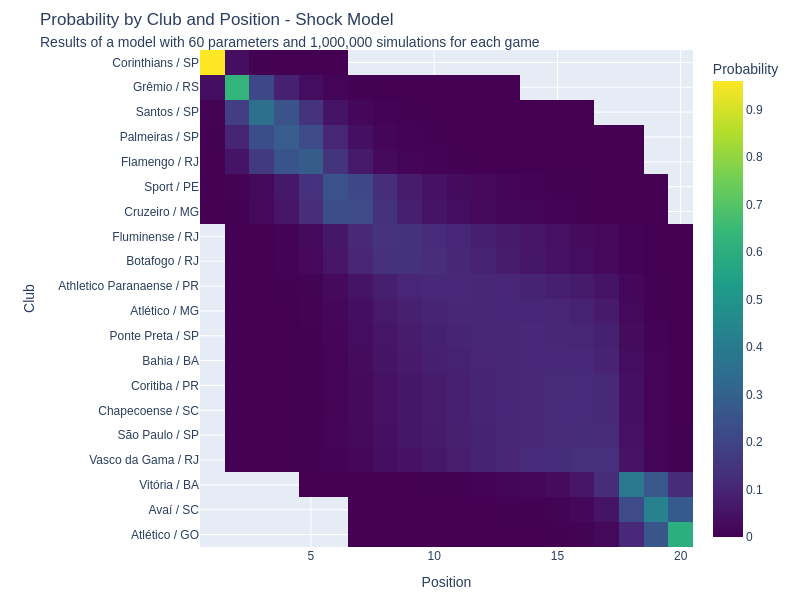 Probability by Club and Position - Shock Model
Results of a model with 60 parameters and 1,000,000 simulations for each game
Corinthians / SP
Grêmio / RS
Santos / SP
Palmeiras / SP
Flamengo / RJ
Sport / PE
Cruzeiro / MG
Fluminense / RJ
Botafogo / RJ
Athletico Paranaense / PR
Atlético / MG
Ponte Preta / SP
Bahia / BA
Coritiba / PR
Chapecoense / SC
São Paulo / SP
Vasco da Gama / RJ
Vitória / BA
Avaí / SC
Atlético / GO
Club
5
10
15
20
Position
Probability
0.9
0.8
0.7
0.6
0.5
0.4
0.3
0.2
0.1
0